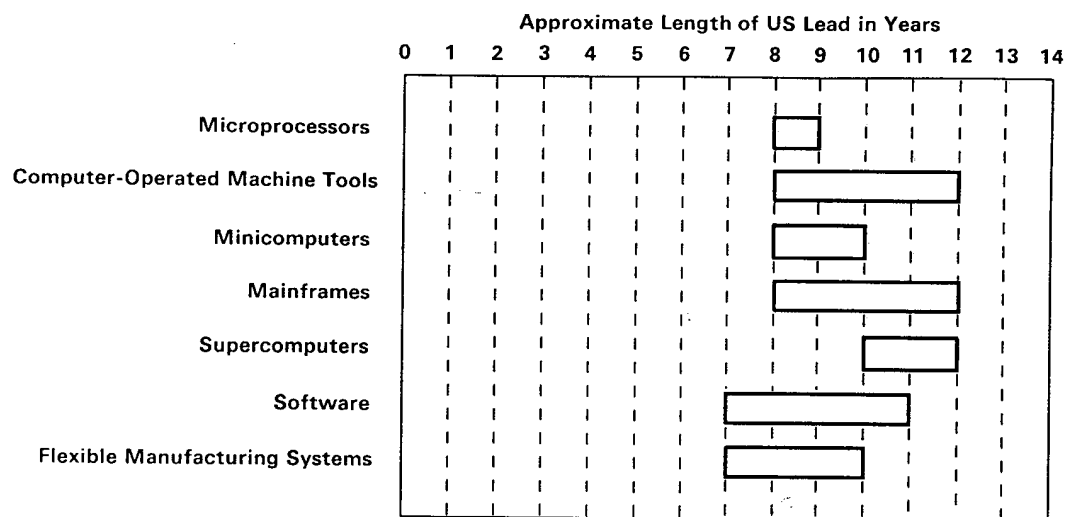 Approximate Length of US Lead in Years
0 1 2 3 4 5 6 7 8 9 10 11 12 14
Microprocessors
Computer-Operated Machine Tools
Minicomputers
Mainframes
Supercomputers
Software
Flexible Manufacturing Systems